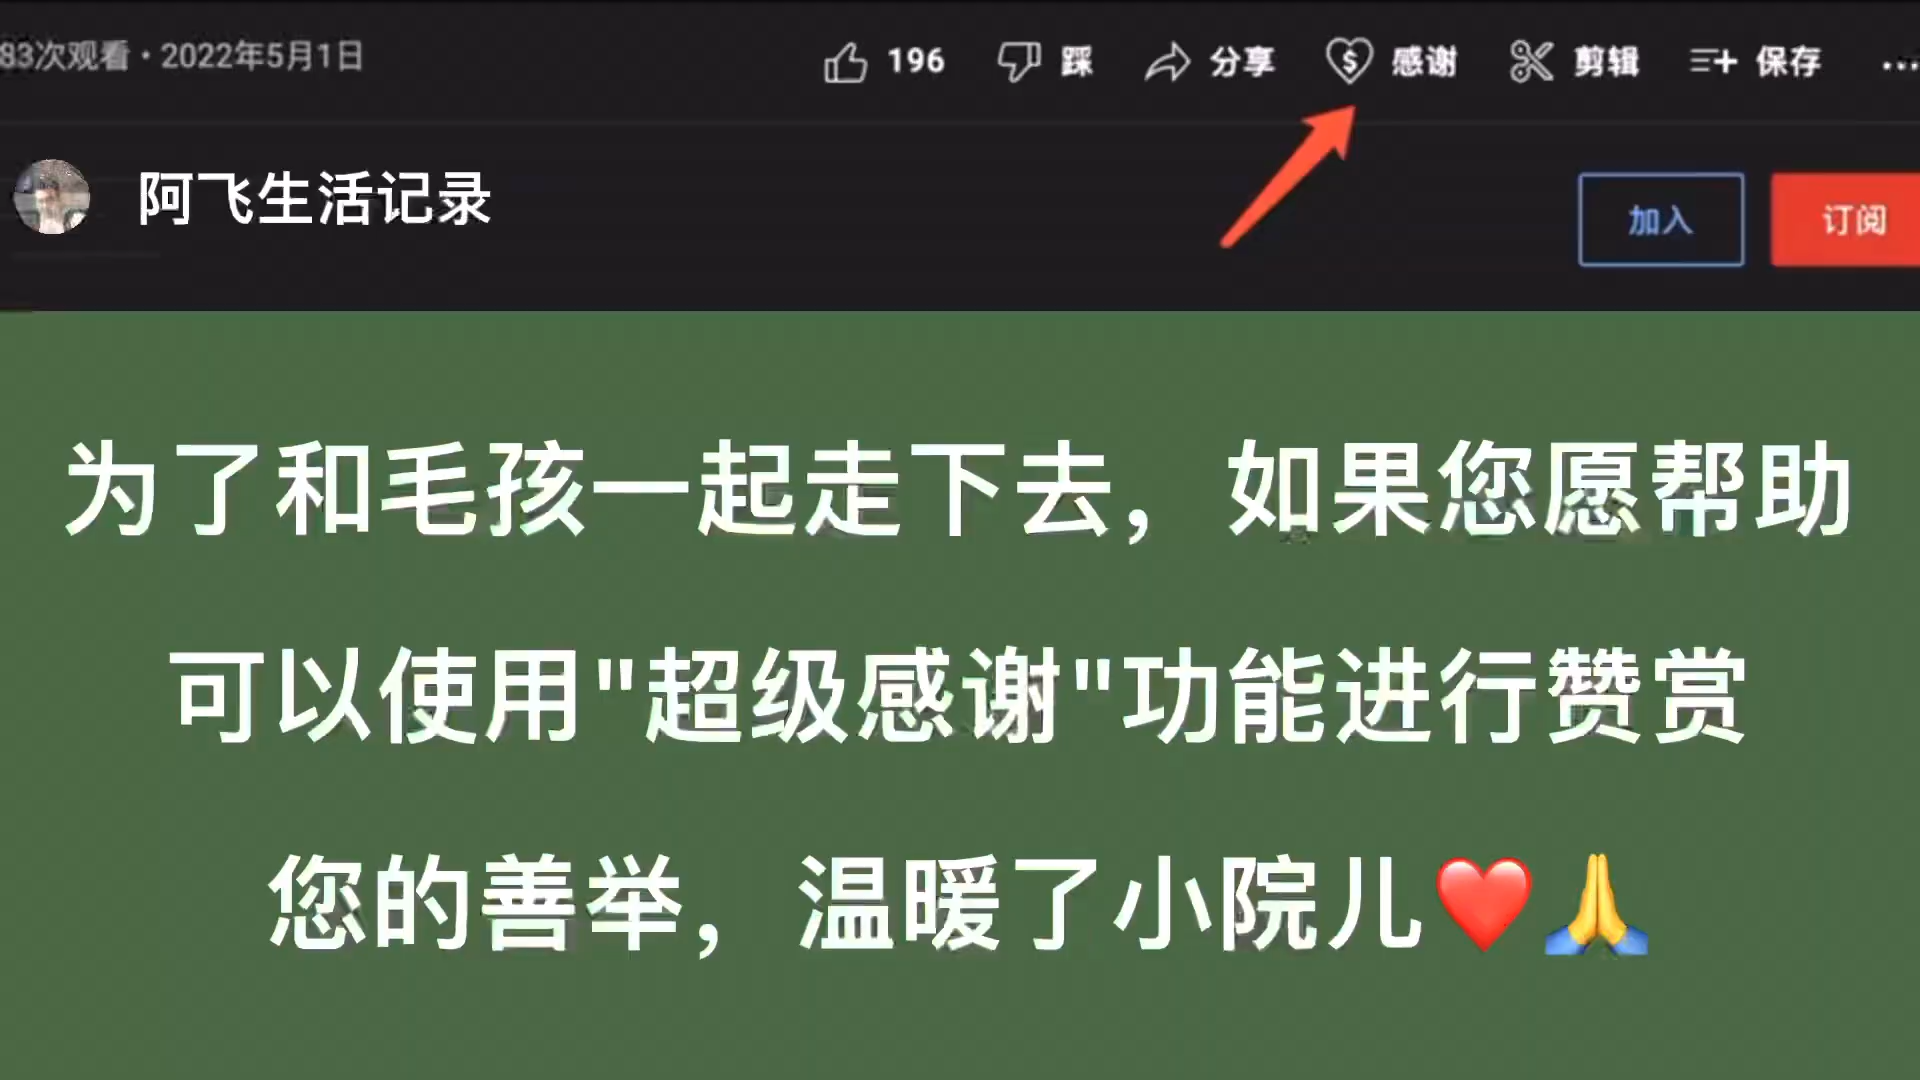 83次观看 · 2022年5月1日 196 踩 分享 感谢 剪辑 保存 ...
阿飞生活记录 加入 订阅
为了和毛孩一起走下去，如果您愿帮助
可以使用"超级感谢"功能进行赞赏
您的善举，温暖了小院儿❤️🙏